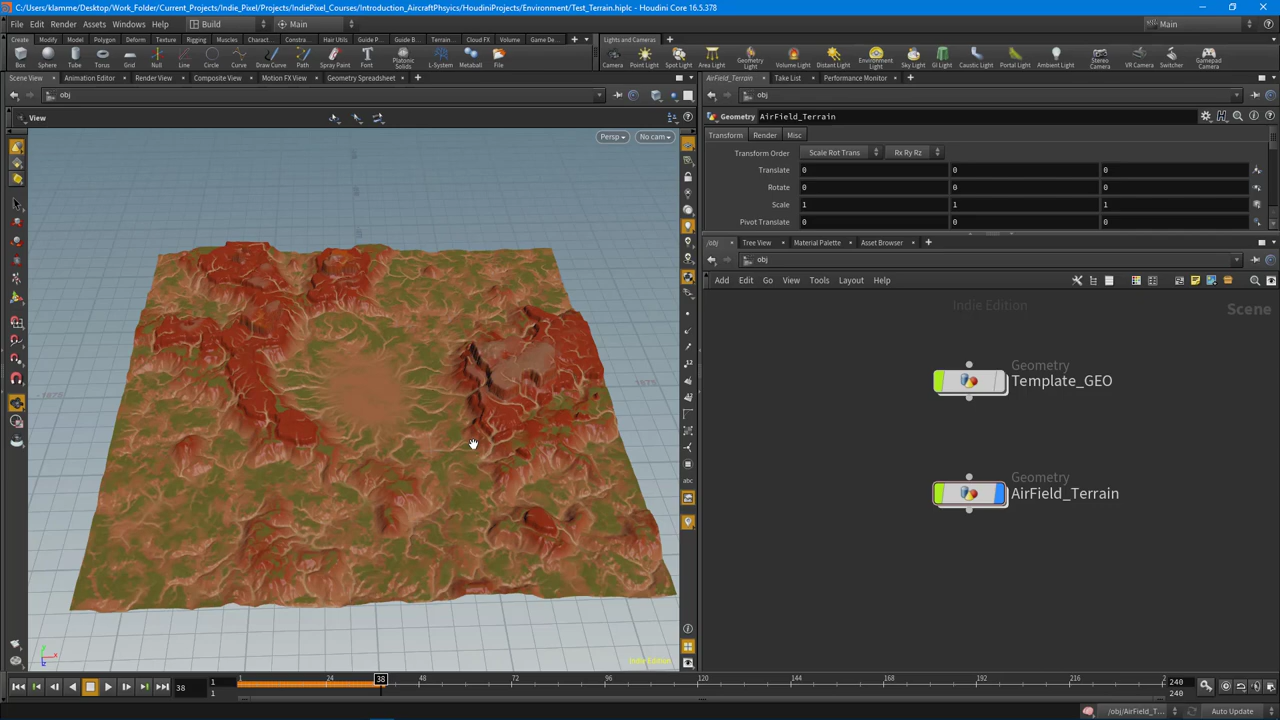 C:/Users/klamme/Desktop/Work_Folder/Current_Projects/Indie_Pixel/Projects/IndiePixel_Courses/Introduction_AircraftPhsyics/HoudiniProjects/Environment/Test_Terrain.hiplc - Houdini Core 16.5.378
File Edit Render Assets Windows Help Build Main Main
Create Modify Model Polygon Deform Texture Rigging Muscles Charact... Constra... Hair Utils Guide P... Guide B... Terrain... Cloud FX Volume Game De... Lights and Cameras
Box Sphere Tube Torus Grid Null Line Circle Curve Draw Curve Path Spray Paint Font Platonic Solids L-System Metaball File Camera Point Light Spot Light Area Light Geometry Light Volume Light Distant Light Environment Light Sky Light GI Light Caustic Light Portal Light Ambient Light Stereo Camera VR Camera Switcher Gamepad Camera
Scene View Animation Editor Render View Composite View Motion FX View Geometry Spreadsheet AirField_Terrain Take List Performance Monitor
obj obj
View
Geometry AirField_Terrain
Persp No cam
Transform Render Misc
Transform Order Scale Rot Trans Rx Ry Rz
Translate 0 0 0
Rotate 0 0 0
Scale 1 1 1
Pivot Translate 0 0 0
/obj Tree View Material Palette Asset Browser
obj
Add Edit Go View Tools Layout Help
Indie Edition
Scene
Geometry
Template_GEO
Geometry
AirField_Terrain
abc
Indie Edition
38 1 1 24 38 48 72 96 120 144 168 192 216 240
1 240
/obj/AirField_T... Auto Update